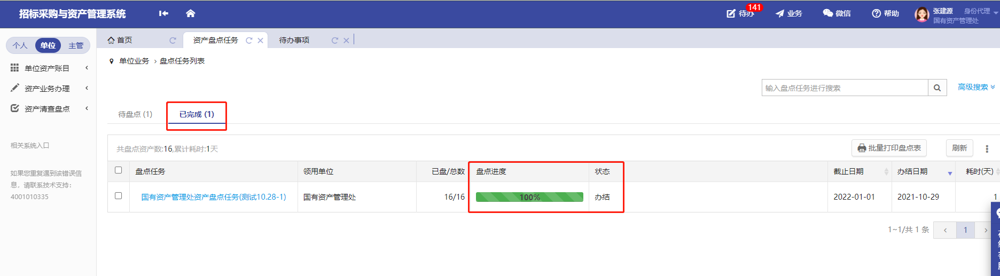 招标采购与资产管理系统
待办 141 业务 微信 帮助 张建源 身份代理
国有资产管理处
个人 单位 主管
首页 资产盘点任务 待办事项
单位资产账目
资产业务办理
资产清查盘点
相关系统入口
如果您重复遇到该错误信
息，请联系技术支持：
4001010335
单位业务 > 盘点任务列表
输入盘点任务进行搜索 高级搜索
待盘点 (1) 已完成 (1)
共盘点资产数:16,累计耗时:1天 批量打印盘点表 刷新
盘点任务 领用单位 已盘/总数 盘点进度 状态 截止日期 办结日期 耗时(天)
国有资产管理处资产盘点任务(测试10.28-1) 国有资产管理处 16/16 100% 办结 2022-01-01 2021-10-29 1
1~1/共 1 条 ‹ 1 ›